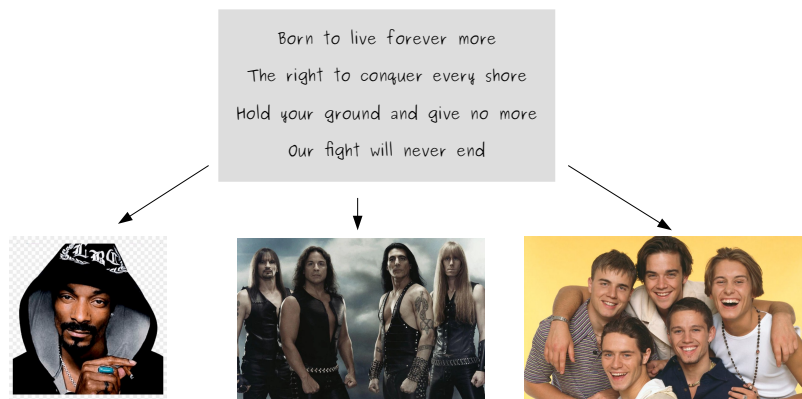 Born to live forever more
The right to conquer every shore
Hold your ground and give no more
Our fight will never end
LBC